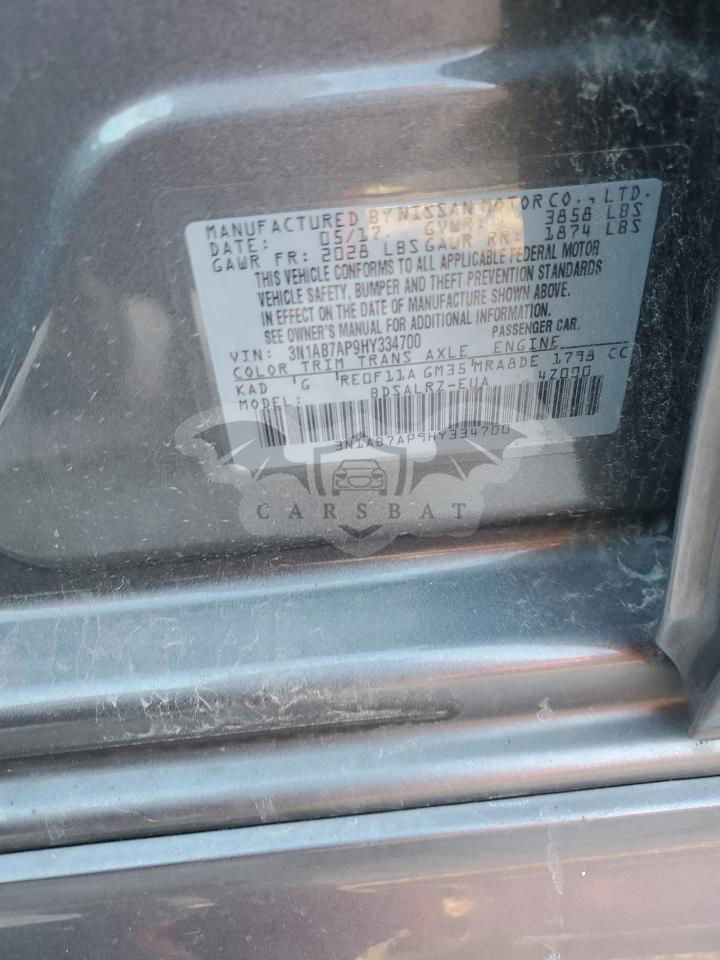 MANUFACTURED BY NISSAN MOTOR CO., LTD.
DATE: 05/17 GVWR: 3858 LBS
GAWR FR: 2028 LBS GAWR RR: 1874 LBS
THIS VEHICLE CONFORMS TO ALL APPLICABLE FEDERAL MOTOR
VEHICLE SAFETY, BUMPER AND THEFT PREVENTION STANDARDS
IN EFFECT ON THE DATE OF MANUFACTURE SHOWN ABOVE.
SEE OWNER'S MANUAL FOR ADDITIONAL INFORMATION.
VIN: 3N1AB7AP9HY334700 PASSENGER CAR.
COLOR TRIM TRANS AXLE ENGINE
KAD G RE0F11A GM35 MRA8DE 1798 CC
MODEL: BDSALRZ-EUA 4Z000
3N1AB7AP9HY334700
CARSBAT